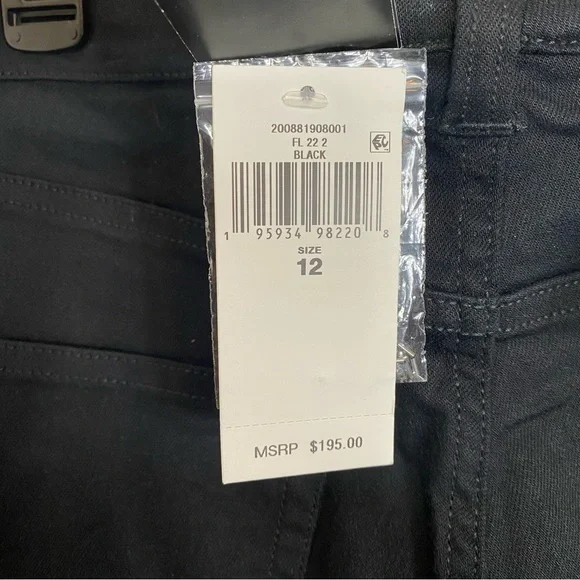 200881908001
FL 22 2
BLACK
1 95934 98220 8
SIZE
12
MSRP $195.00